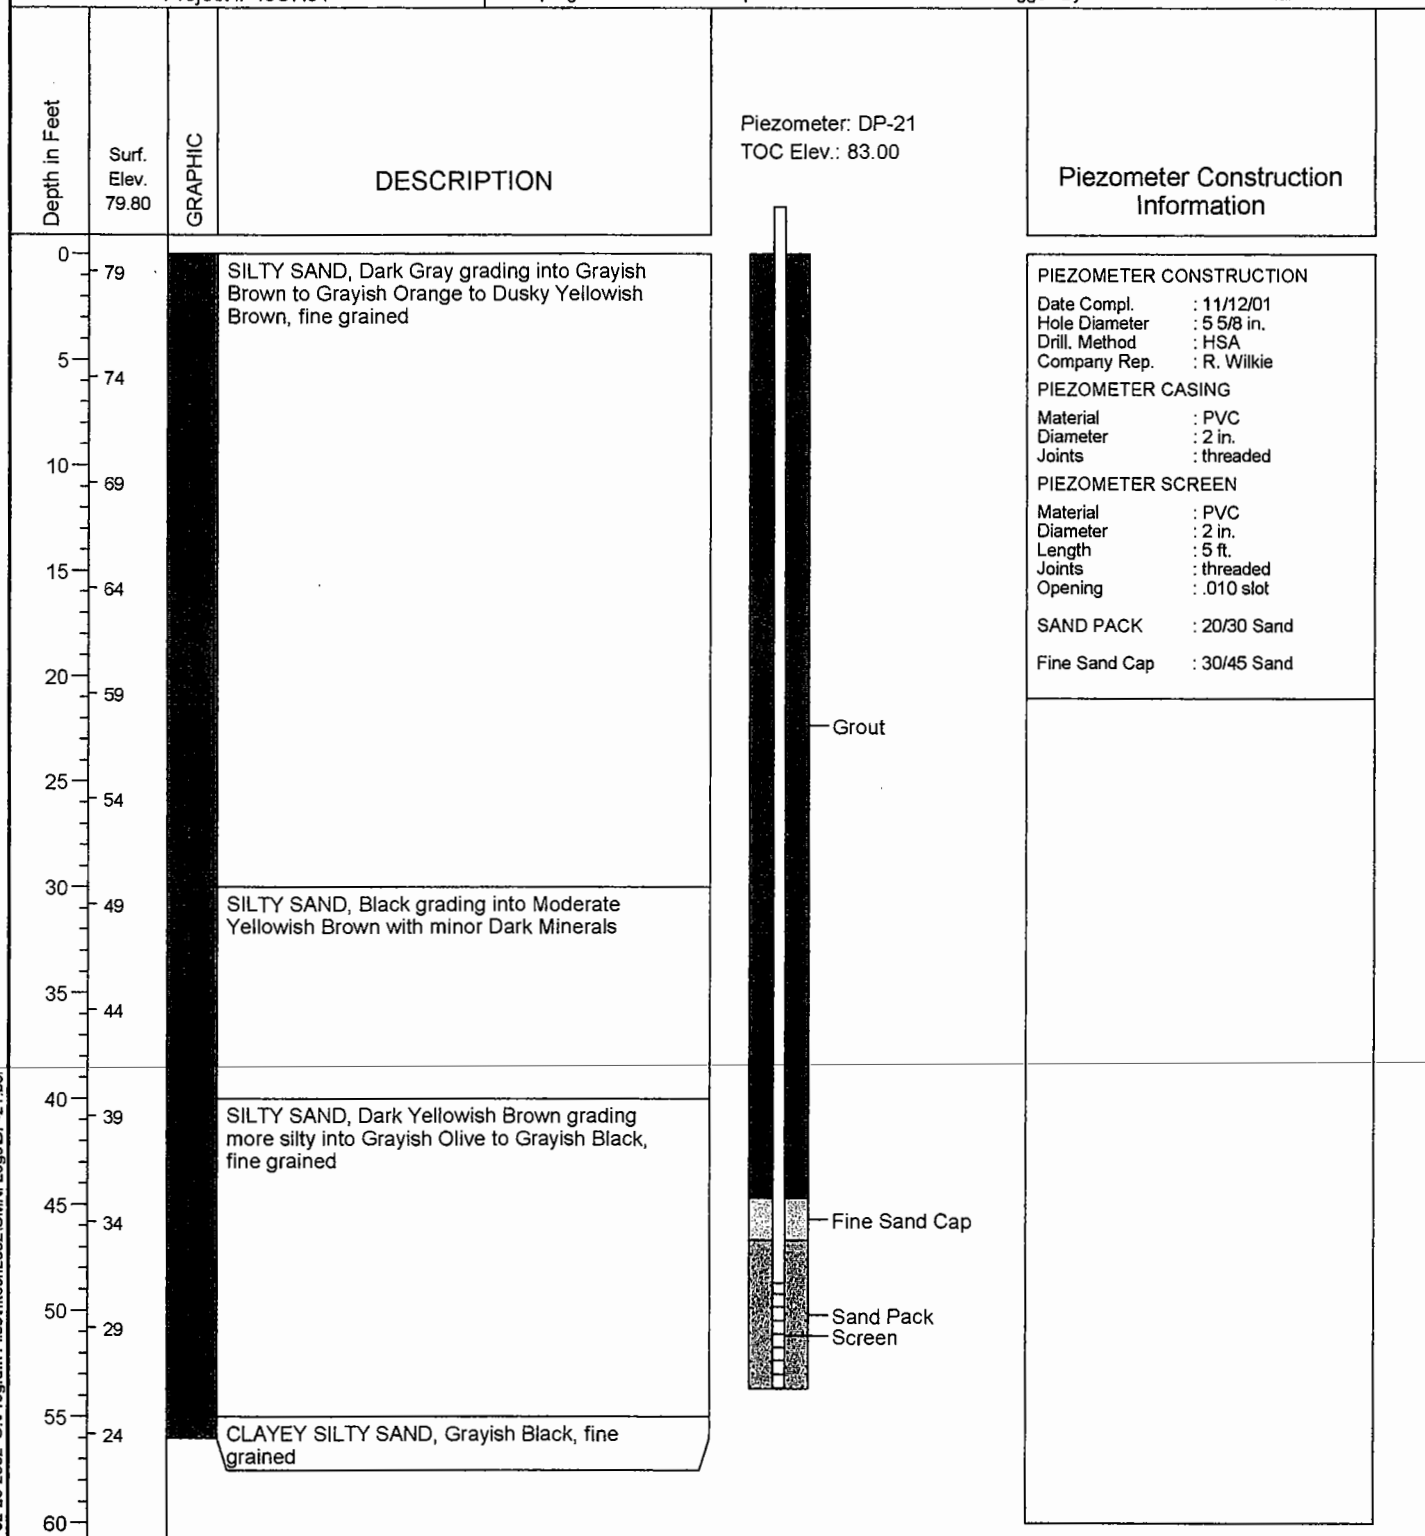 Depth in Feet
Surf.
Elev.
79.80
GRAPHIC
DESCRIPTION
Piezometer: DP-21
TOC Elev.: 83.00
Piezometer Construction
Information
0
5
10
15
20
25
30
35
40
45
50
55
60
79
74
69
64
59
54
49
44
39
34
29
24
SILTY SAND, Dark Gray grading into Grayish
Brown to Grayish Orange to Dusky Yellowish
Brown, fine grained
SILTY SAND, Black grading into Moderate
Yellowish Brown with minor Dark Minerals
SILTY SAND, Dark Yellowish Brown grading
more silty into Grayish Olive to Grayish Black,
fine grained
CLAYEY SILTY SAND, Grayish Black, fine
grained
Grout
Fine Sand Cap
Sand Pack
Screen
PIEZOMETER CONSTRUCTION
Date Compl. : 11/12/01
Hole Diameter : 5 5/8 in.
Drill. Method : HSA
Company Rep. : R. Wilkie
PIEZOMETER CASING
Material : PVC
Diameter : 2 in.
Joints : threaded
PIEZOMETER SCREEN
Material : PVC
Diameter : 2 in.
Length : 5 ft.
Joints : threaded
Opening : .010 slot
SAND PACK : 20/30 Sand
Fine Sand Cap : 30/45 Sand